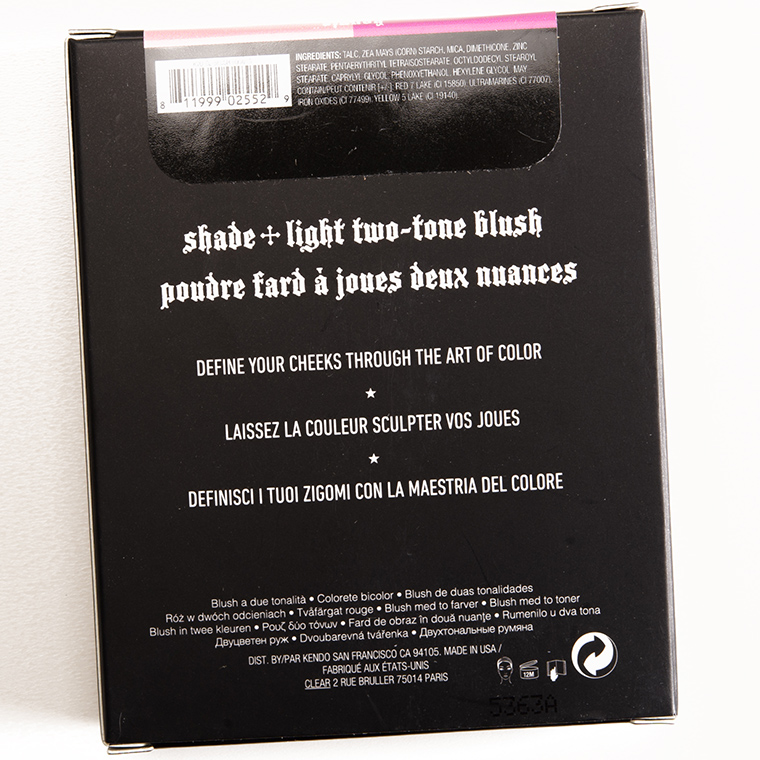 INGREDIENTS: TALC, ZEA MAYS (CORN) STARCH, MICA, DIMETHICONE, ZINC
STEARATE, PENTAERYTHRITYL TETRAISOSTEARATE, OCTYLDODECYL STEAROYL
STEARATE, CAPRYLYL GLYCOL, PHENOXYETHANOL, HEXYLENE GLYCOL. MAY
CONTAIN/PEUT CONTENIR [+/-]: RED 7 LAKE (CI 15850), ULTRAMARINES (CI 77007),
IRON OXIDES (CI 77499), YELLOW 5 LAKE (CI 19140).
8 11999 02552 9
shade + light two-tone blush
poudre fard à joues deux nuances
DEFINE YOUR CHEEKS THROUGH THE ART OF COLOR
LAISSEZ LA COULEUR SCULPTER VOS JOUES
DEFINISCI I TUOI ZIGOMI CON LA MAESTRIA DEL COLORE
Blush a due tonalità • Colorete bicolor • Blush de duas tonalidades
Róż w dwóch odcieniach • Tvåfärgat rouge • Blush med to farver • Blush med to toner
Blush in twee kleuren • Ρουζ δύο τόνων • Fard de obraz în două nuanţe • Rumenilo u dva tona
Двуцветен руж • Dvoubarevná tvářenka • Двухтональные румяна
DIST. BY/PAR KENDO SAN FRANCISCO CA 94105. MADE IN USA /
FABRIQUÉ AUX ÉTATS-UNIS
CLEAR 2 RUE BRULLER 75014 PARIS
12M
5363A